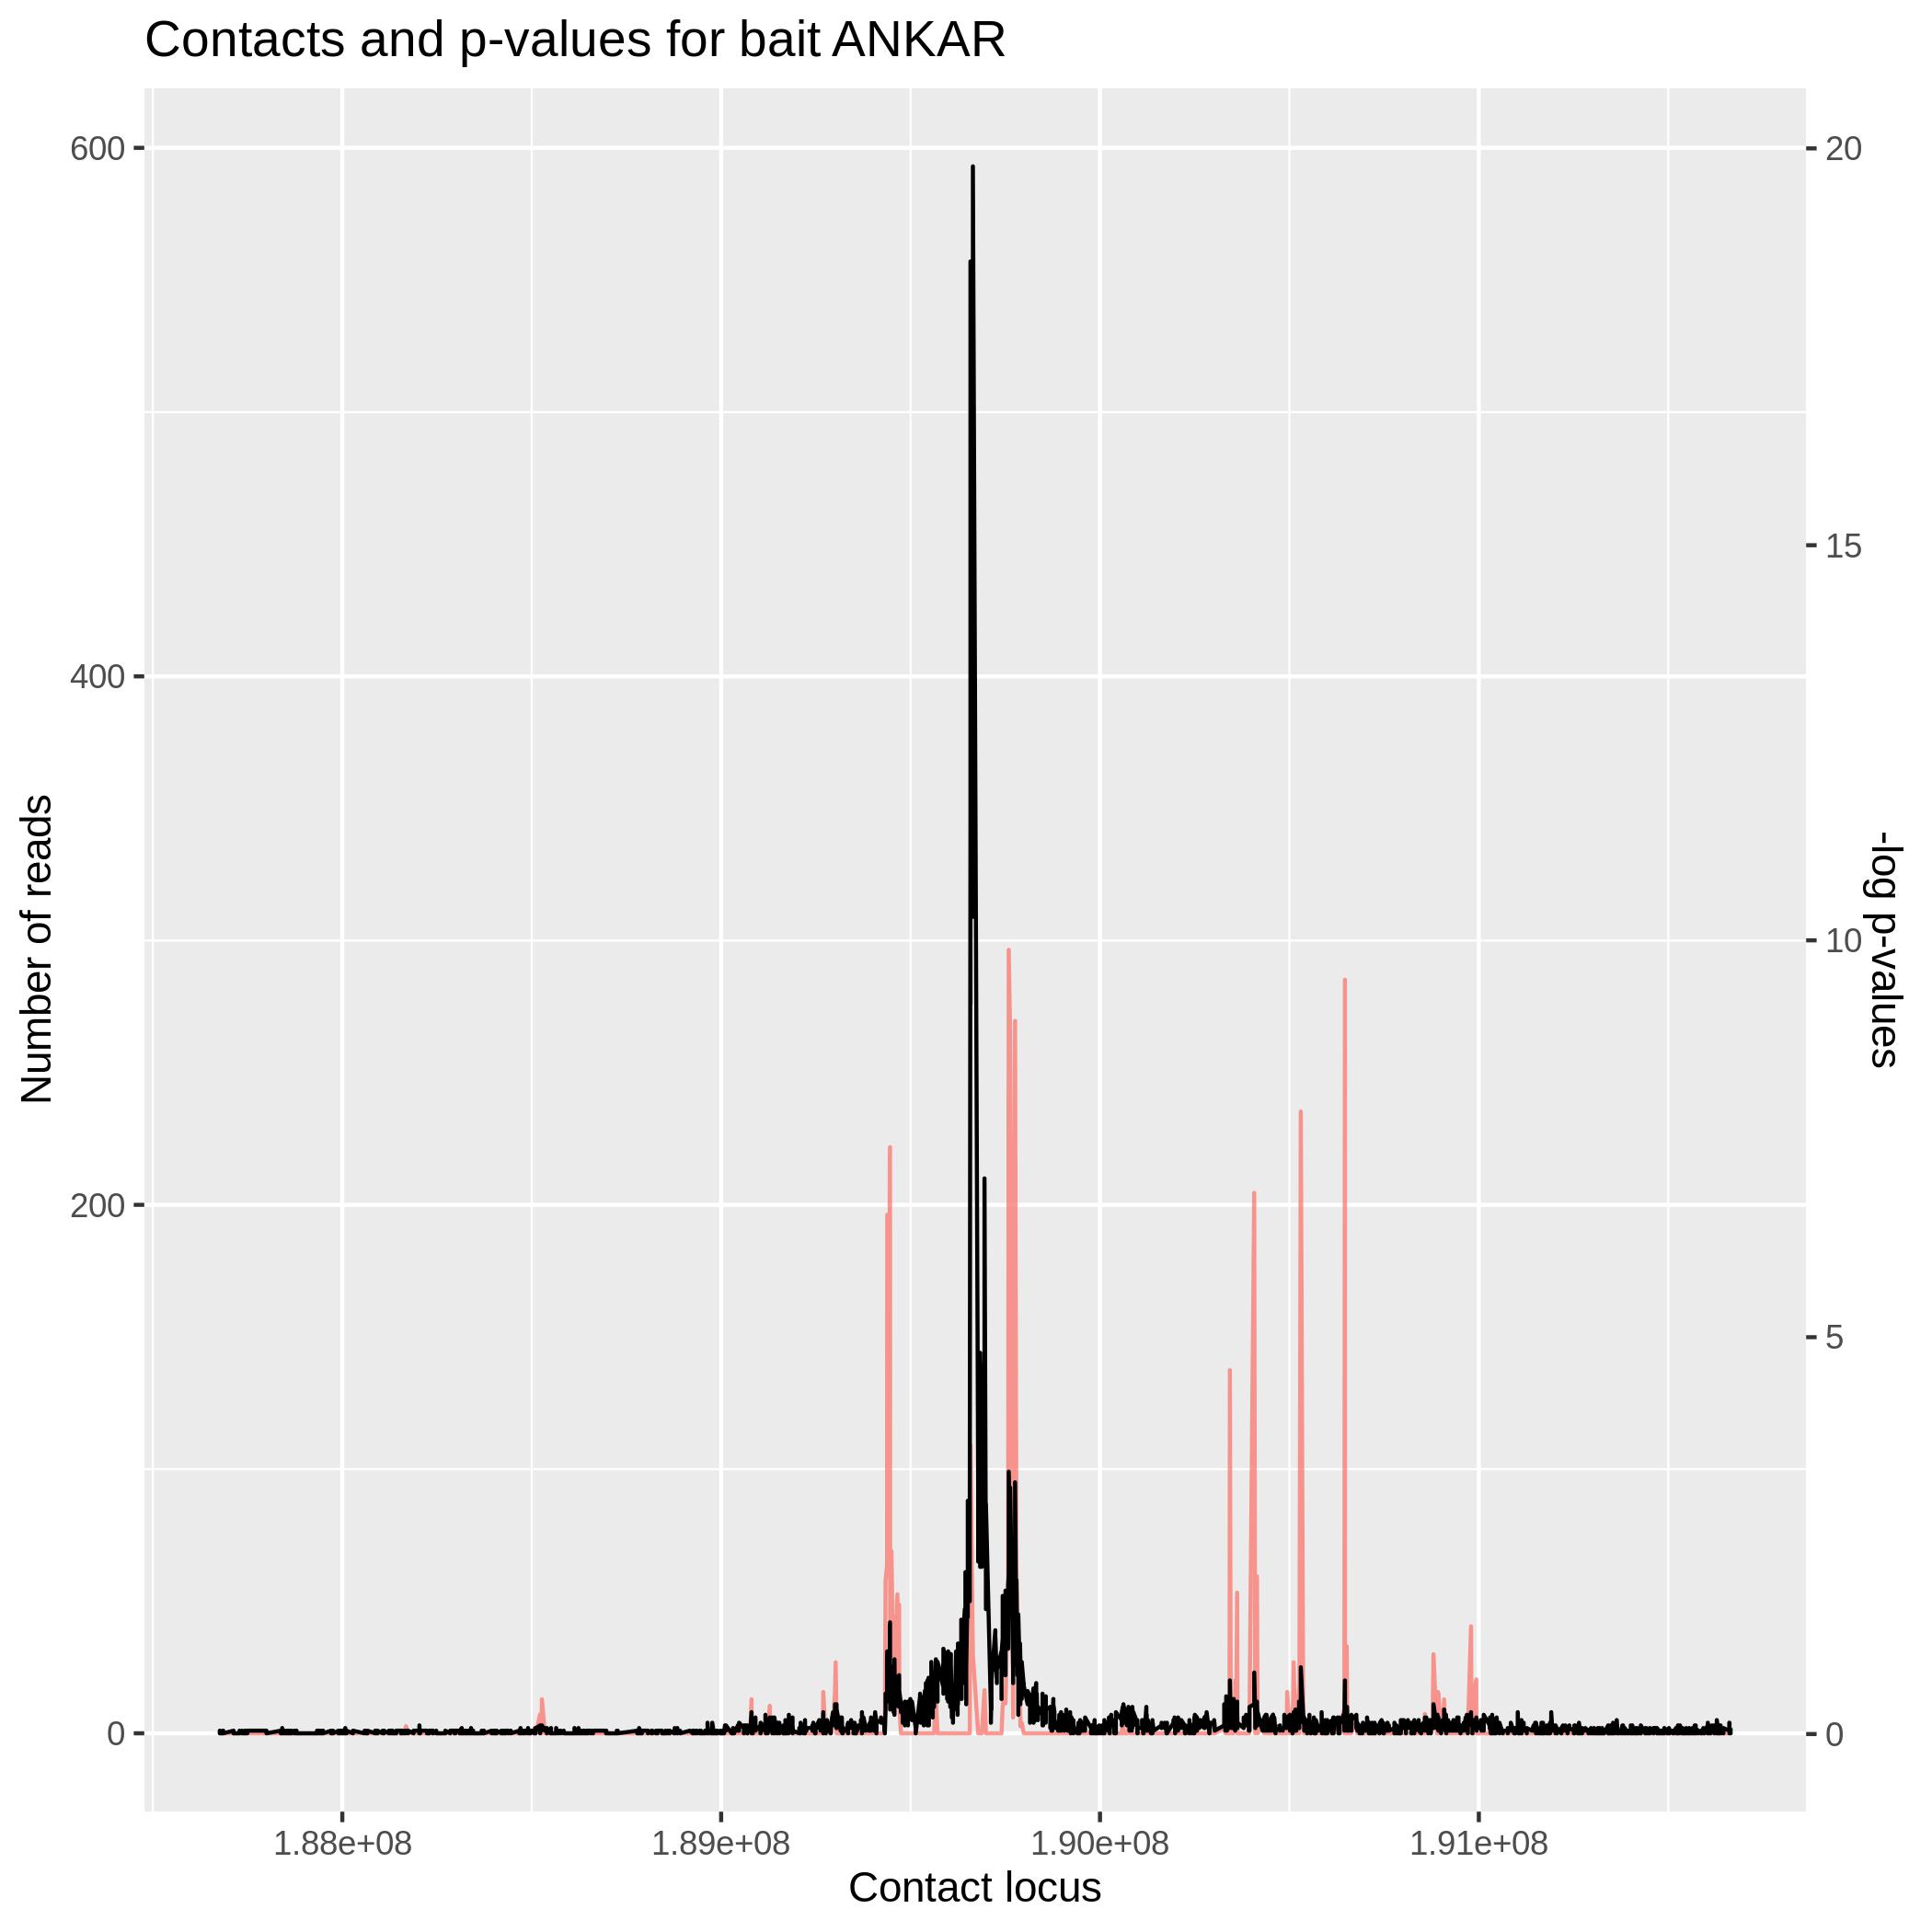 Contacts and p-values for bait ANKAR
600
400
200
0
Number of reads
20
15
10
5
0
-log p-values
1.88e+08
1.89e+08
1.90e+08
1.91e+08
Contact locus